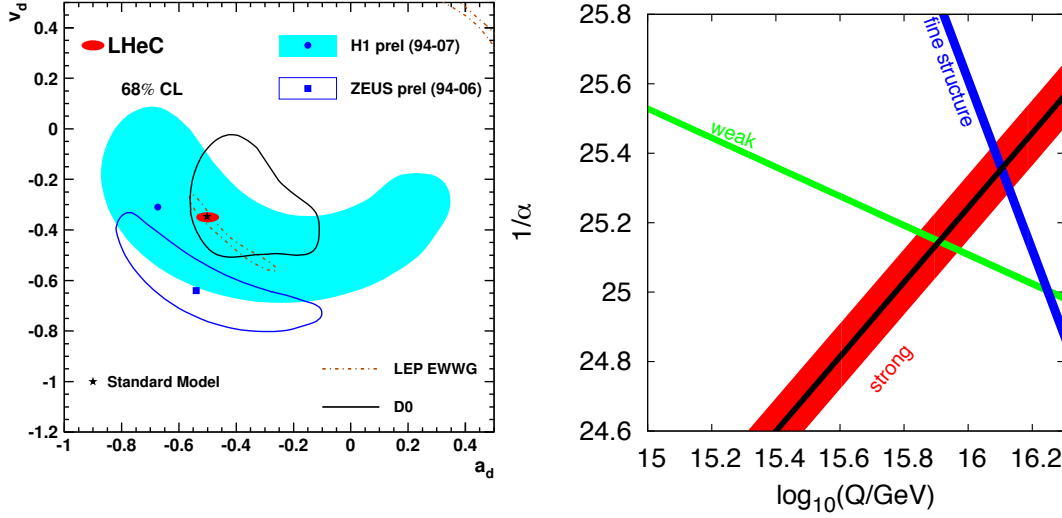 v_d
0.4
0.2
0
-0.2
-0.4
-0.6
-0.8
-1
-1.2
-1 -0.8 -0.6 -0.4 -0.2 0 0.2 0.4
a_d
LHeC
68% CL
H1 prel (94-07)
ZEUS prel (94-06)
Standard Model
LEP EWWG
D0
1/α
25.8
25.6
25.4
25.2
25
24.8
24.6
15 15.2 15.4 15.6 15.8 16 16.2
log₁₀(Q/GeV)
weak
fine structure
strong